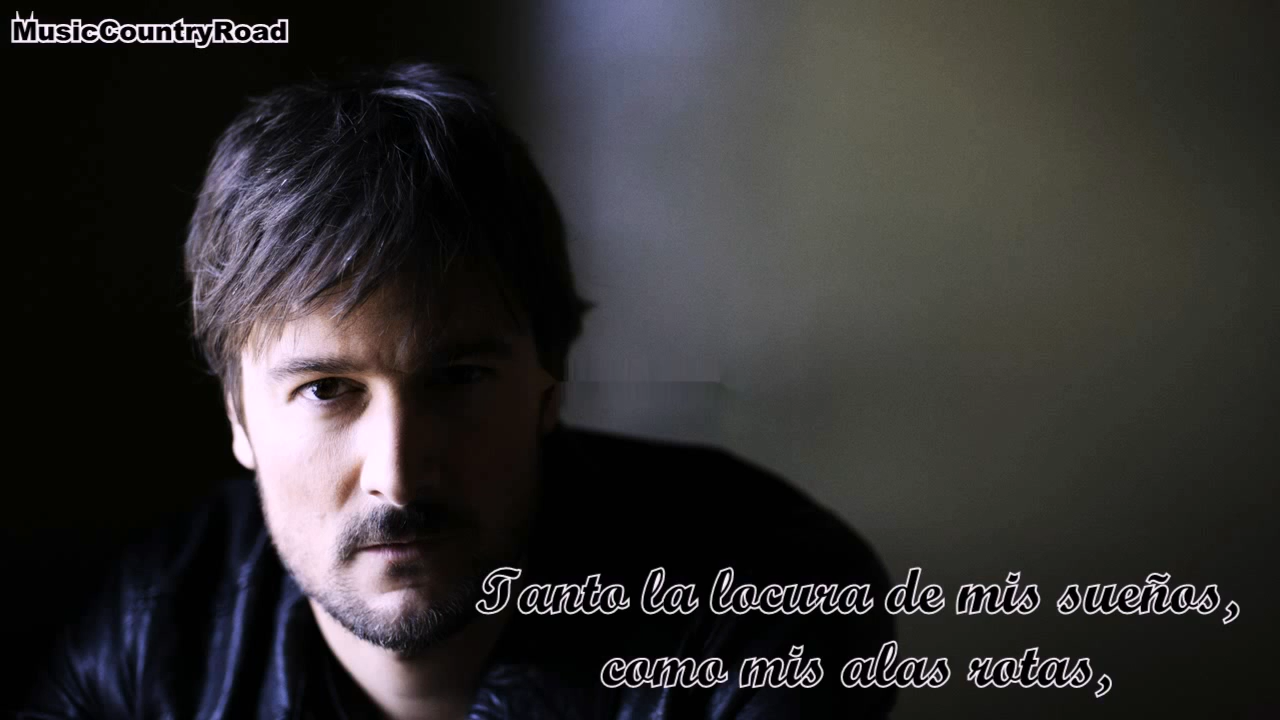 MusicCountryRoad
Tanto la locura de mis sueños,
como mis alas rotas,